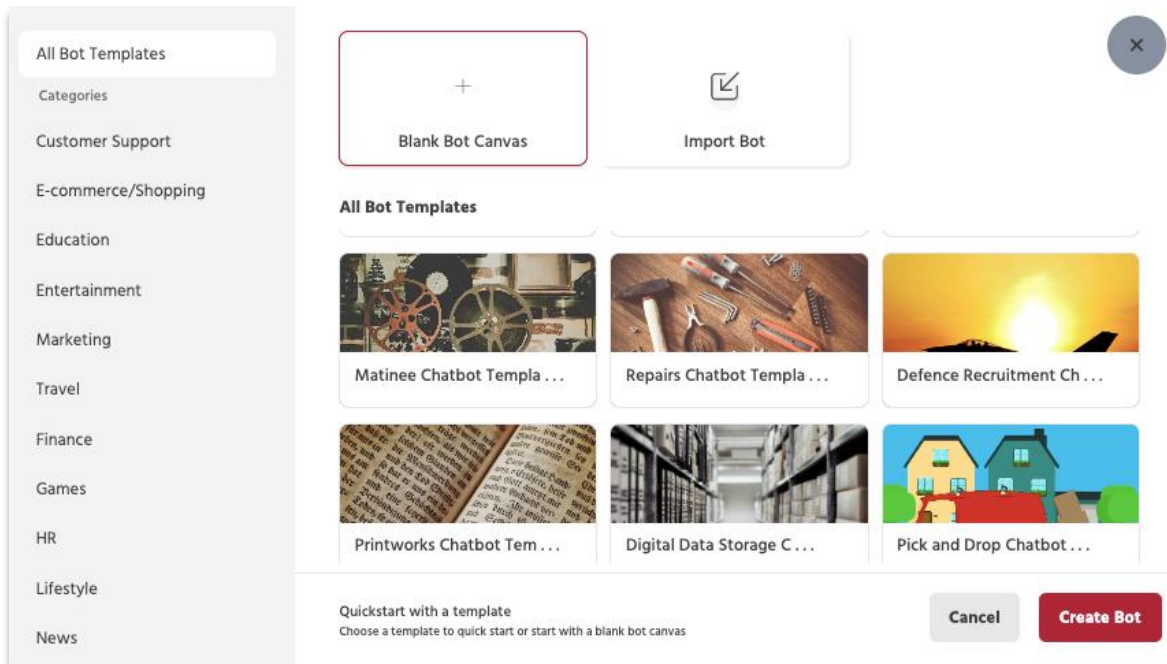 All Bot Templates
Categories
Customer Support
E-commerce/Shopping
Education
Entertainment
Marketing
Travel
Finance
Games
HR
Lifestyle
News
Blank Bot Canvas
Import Bot
All Bot Templates
Matinee Chatbot Templa . . .
Repairs Chatbot Templa . . .
Defence Recruitment Ch . . .
Printworks Chatbot Tem . . .
Digital Data Storage C . . .
Pick and Drop Chatbot . . .
Quickstart with a template
Choose a template to quick start or start with a blank bot canvas
Cancel
Create Bot